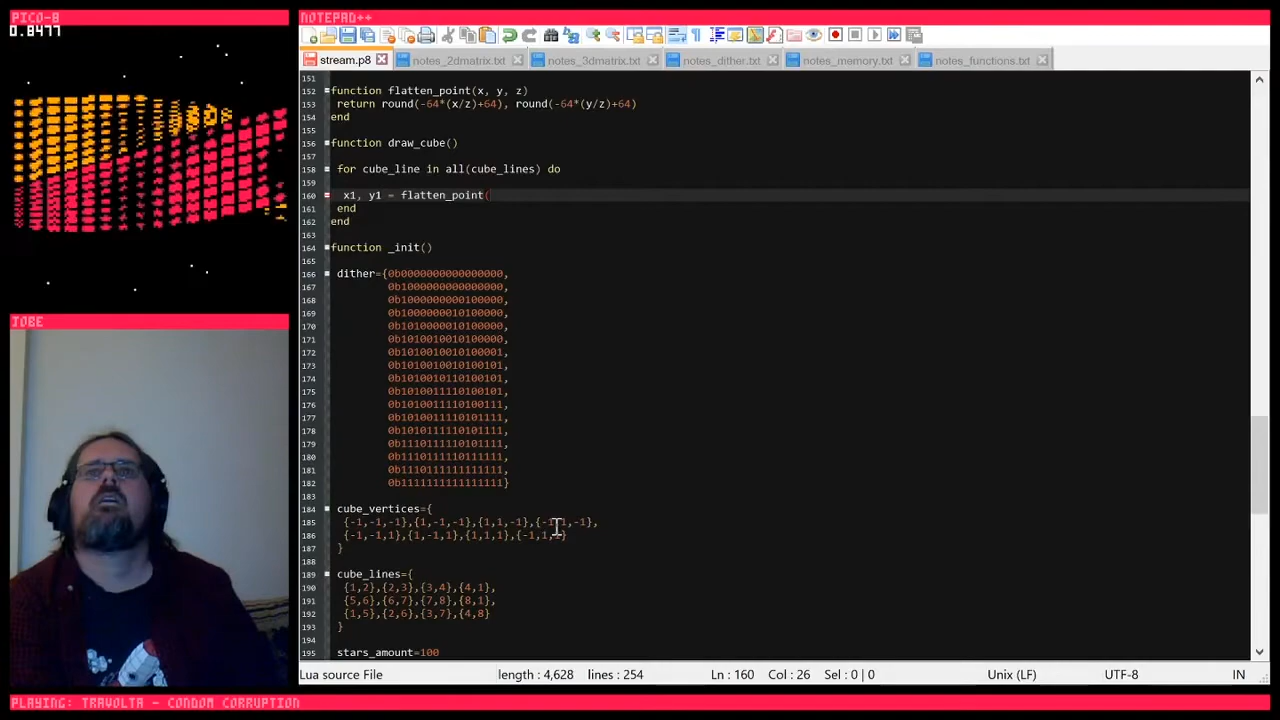 PICO-8
0.8477
JOBE
NOTEPAD++
stream.p8 notes_2dmatrix.txt notes_3dmatrix.txt notes_dither.txt notes_memory.txt notes_functions.txt
151
152 function flatten_point(x, y, z)
153 return round(-64*(x/z)+64), round(-64*(y/z)+64)
154 end
155
156 function draw_cube()
157
158 for cube_line in all(cube_lines) do
159
160 x1, y1 = flatten_point(
161 end
162 end
163
164 function _init()
165
166 dither={0b0000000000000000,
167 0b1000000000000000,
168 0b1000000000100000,
169 0b1000000010100000,
170 0b1010000010100000,
171 0b1010010010100000,
172 0b1010010010100001,
173 0b1010010010100101,
174 0b1010010110100101,
175 0b1010011110100101,
176 0b1010011110100111,
177 0b1010011110101111,
178 0b1010111110101111,
179 0b1110111110101111,
180 0b1110111110111111,
181 0b1110111111111111,
182 0b1111111111111111}
183
184 cube_vertices={
185 {-1,-1,-1},{1,-1,-1},{1,1,-1},{-1,1,-1},
186 {-1,-1,1},{1,-1,1},{1,1,1},{-1,1,1}
187 }
188
189 cube_lines={
190 {1,2},{2,3},{3,4},{4,1},
191 {5,6},{6,7},{7,8},{8,1},
192 {1,5},{2,6},{3,7},{4,8}
193 }
194
195 stars_amount=100
Lua source File length : 4,628 lines : 254 Ln : 160 Col : 26 Sel : 0 | 0 Unix (LF) UTF-8 IN
PLAYING: TRAVOLTA - CONDOM CORRUPTION